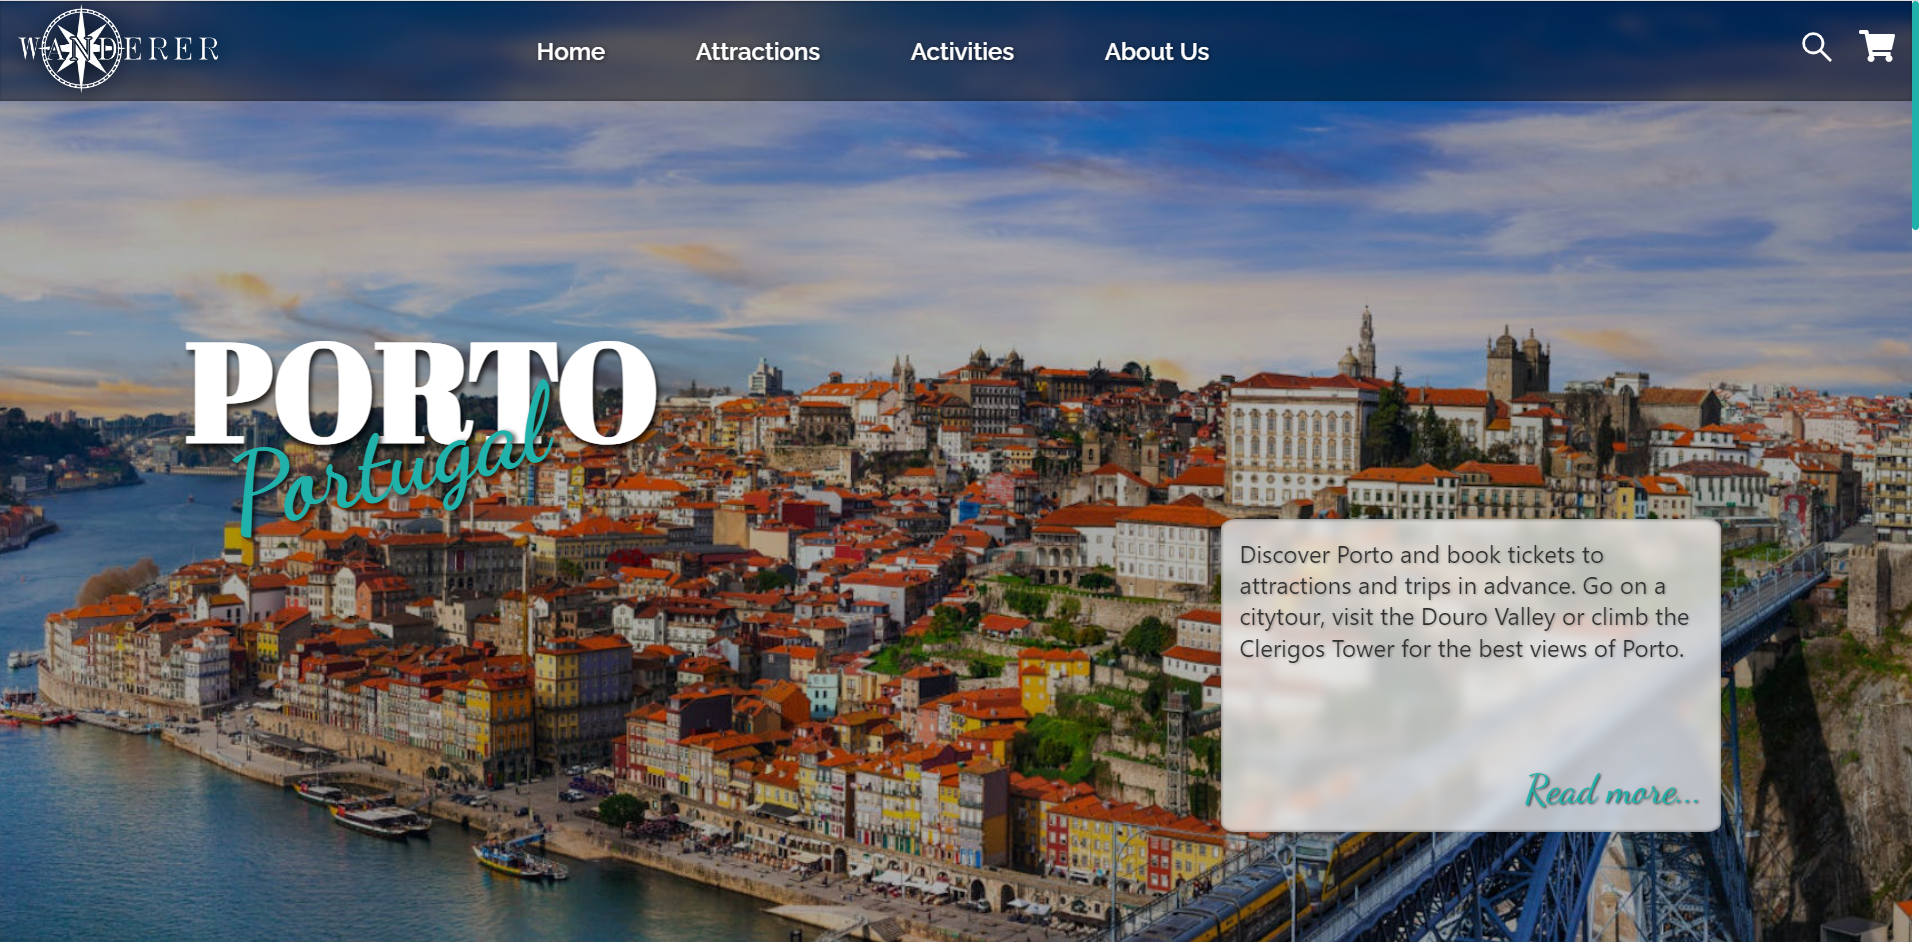 WANDERER
Home
Attractions
Activities
About Us
PORTO
Portugal
Discover Porto and book tickets to
attractions and trips in advance. Go on a
citytour, visit the Douro Valley or climb the
Clerigos Tower for the best views of Porto.
Read more...